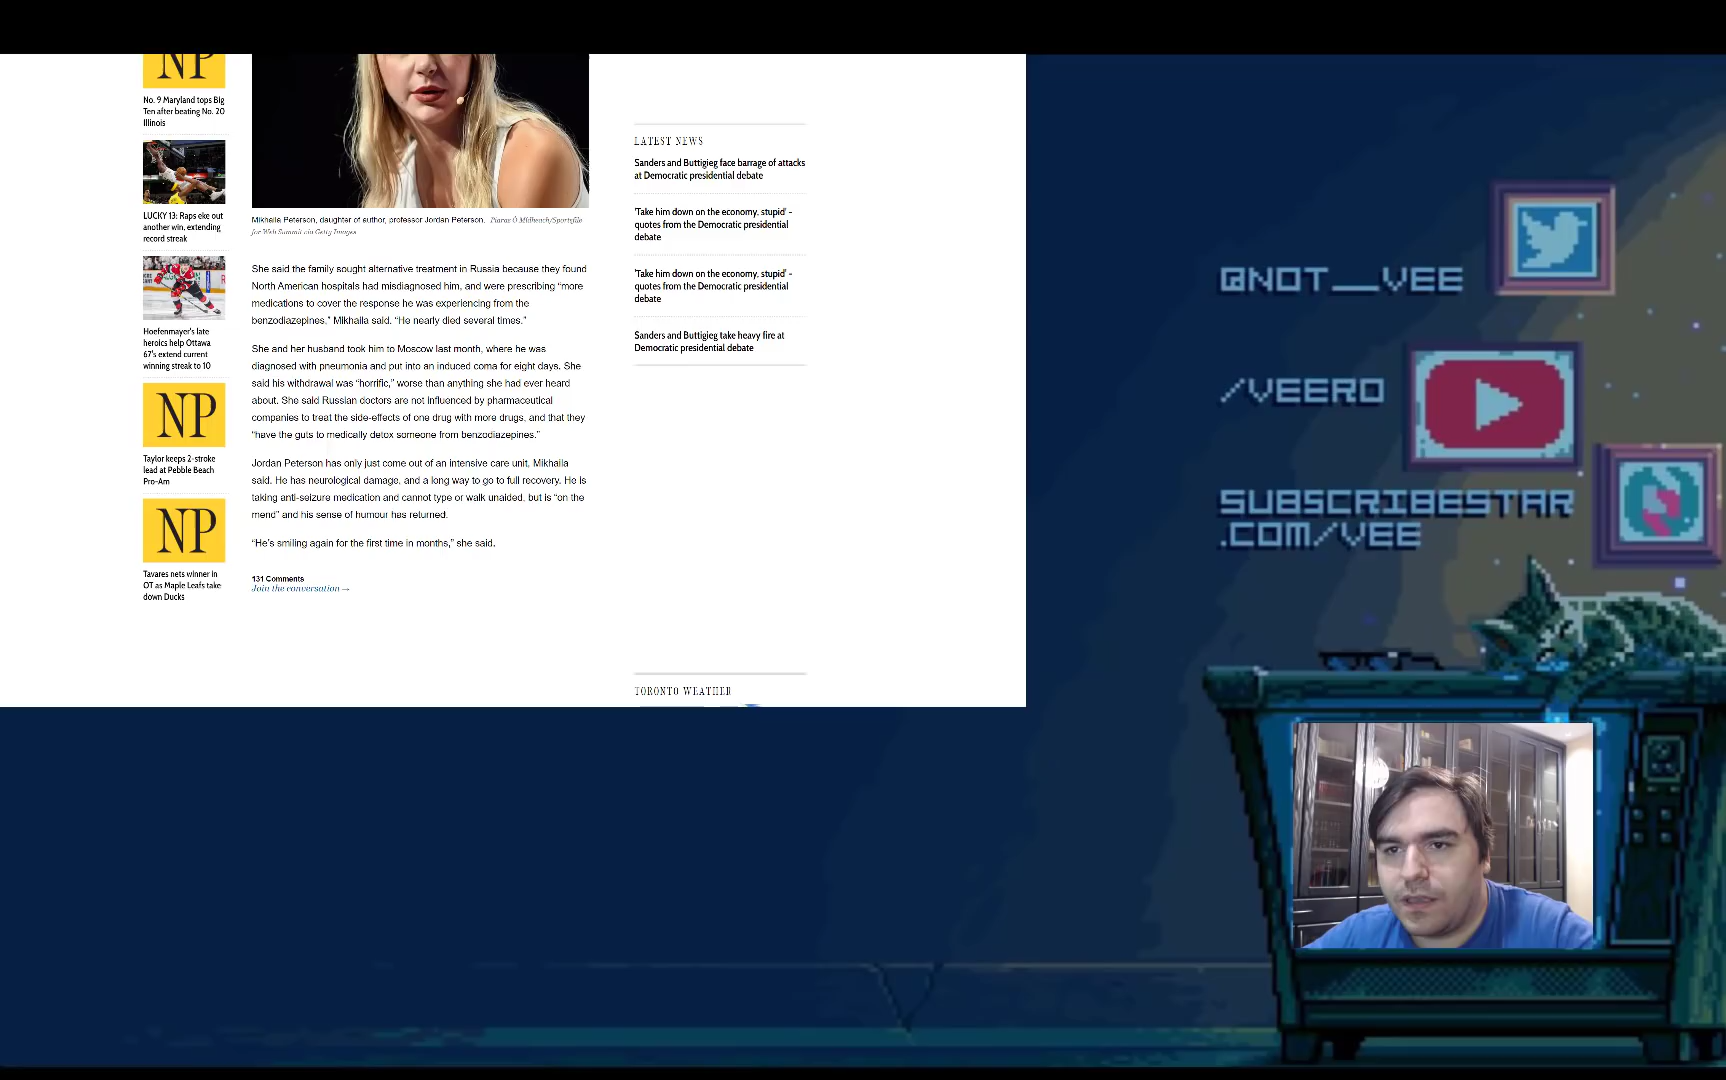 NP
No. 9 Maryland tops Big
Ten after beating No. 20
Illinois
LUCKY 13: Raps eke out
another win, extending
record streak
Hoefenmayer's late
heroics help Ottawa
67's extend current
winning streak to 10
NP
Taylor keeps 2-stroke
lead at Pebble Beach
Pro-Am
NP
Tavares nets winner in
OT as Maple Leafs take
down Ducks
Mikhaila Peterson, daughter of author, professor Jordan Peterson. Piaras Ó Mídheach/Sportsfile
for Web Summit via Getty Images
She said the family sought alternative treatment in Russia because they found
North American hospitals had misdiagnosed him, and were prescribing “more
medications to cover the response he was experiencing from the
benzodiazepines,” Mikhaila said. “He nearly died several times.”
She and her husband took him to Moscow last month, where he was
diagnosed with pneumonia and put into an induced coma for eight days. She
said his withdrawal was “horrific,” worse than anything she had ever heard
about. She said Russian doctors are not influenced by pharmaceutical
companies to treat the side-effects of one drug with more drugs, and that they
“have the guts to medically detox someone from benzodiazepines.”
Jordan Peterson has only just come out of an intensive care unit, Mikhaila
said. He has neurological damage, and a long way to go to full recovery. He is
taking anti-seizure medication and cannot type or walk unaided, but is “on the
mend” and his sense of humour has returned.
“He’s smiling again for the first time in months,” she said.
131 Comments
Join the conversation →
LATEST NEWS
Sanders and Buttigieg face barrage of attacks
at Democratic presidential debate
'Take him down on the economy, stupid' -
quotes from the Democratic presidential
debate
'Take him down on the economy, stupid' -
quotes from the Democratic presidential
debate
Sanders and Buttigieg take heavy fire at
Democratic presidential debate
TORONTO WEATHER
@NOT__VEE
/VEERO
SUBSCRIBESTAR
.COM/VEE